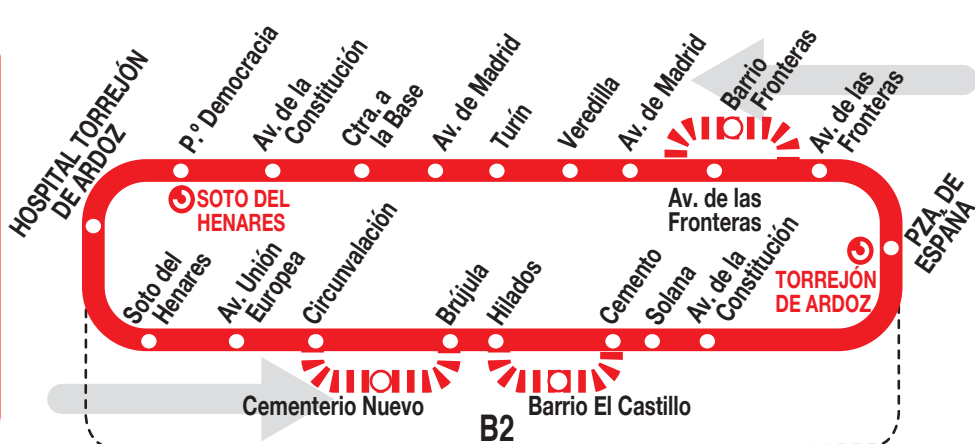 HOSPITAL TORREJÓN
DE ARDOZ
P.º Democracia
Av. de la
Constitución
Ctra. a
la Base
Av. de Madrid
Turín
Veredilla
Av. de Madrid
Barrio
Fronteras
Av. de las
Fronteras
SOTO DEL
HENARES
Av. de las
Fronteras
PZA. DE
ESPAÑA
TORREJÓN
DE ARDOZ
Soto del
Henares
Av. Unión
Europea
Circunvalación
Brújula
Hilados
Cemento
Solana
Av. de la
Constitución
Cementerio Nuevo
Barrio El Castillo
B2